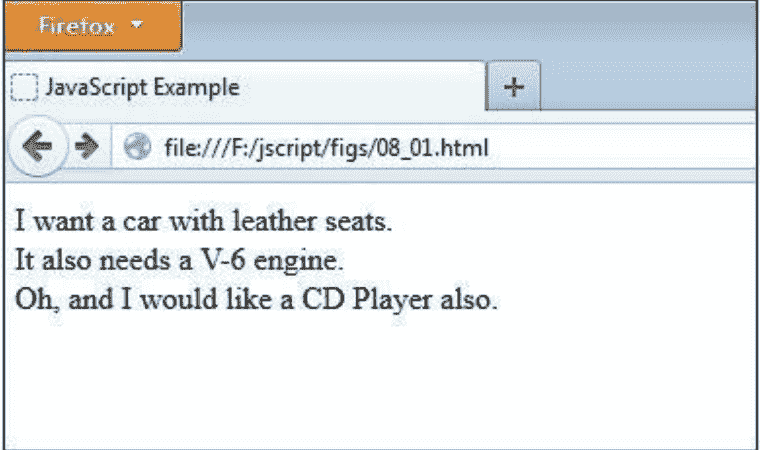 Firefox
JavaScript Example
file:///F:/jscript/figs/08_01.html
I want a car with leather seats.
It also needs a V-6 engine.
Oh, and I would like a CD Player also.